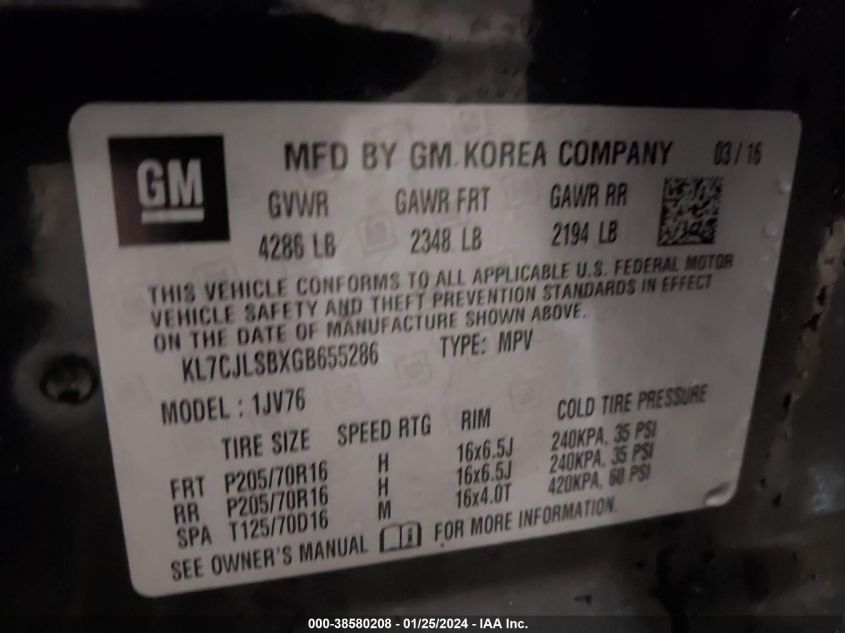 GM
MFD BY GM KOREA COMPANY 03/16
GVWR GAWR FRT GAWR RR
4286 LB 2348 LB 2194 LB
THIS VEHICLE CONFORMS TO ALL APPLICABLE U.S. FEDERAL MOTOR
VEHICLE SAFETY AND THEFT PREVENTION STANDARDS IN EFFECT
ON THE DATE OF MANUFACTURE SHOWN ABOVE.
KL7CJLSBXGB655286 TYPE: MPV
MODEL : 1JV76
TIRE SIZE SPEED RTG RIM COLD TIRE PRESSURE
FRT P205/70R16 H 16x6.5J 240KPA, 35 PSI
RR P205/70R16 H 16x6.5J 240KPA, 35 PSI
SPA T125/70D16 M 16x4.0T 420KPA, 60 PSI
SEE OWNER'S MANUAL FOR MORE INFORMATION.
000-38580208 - 01/25/2024 - IAA Inc.